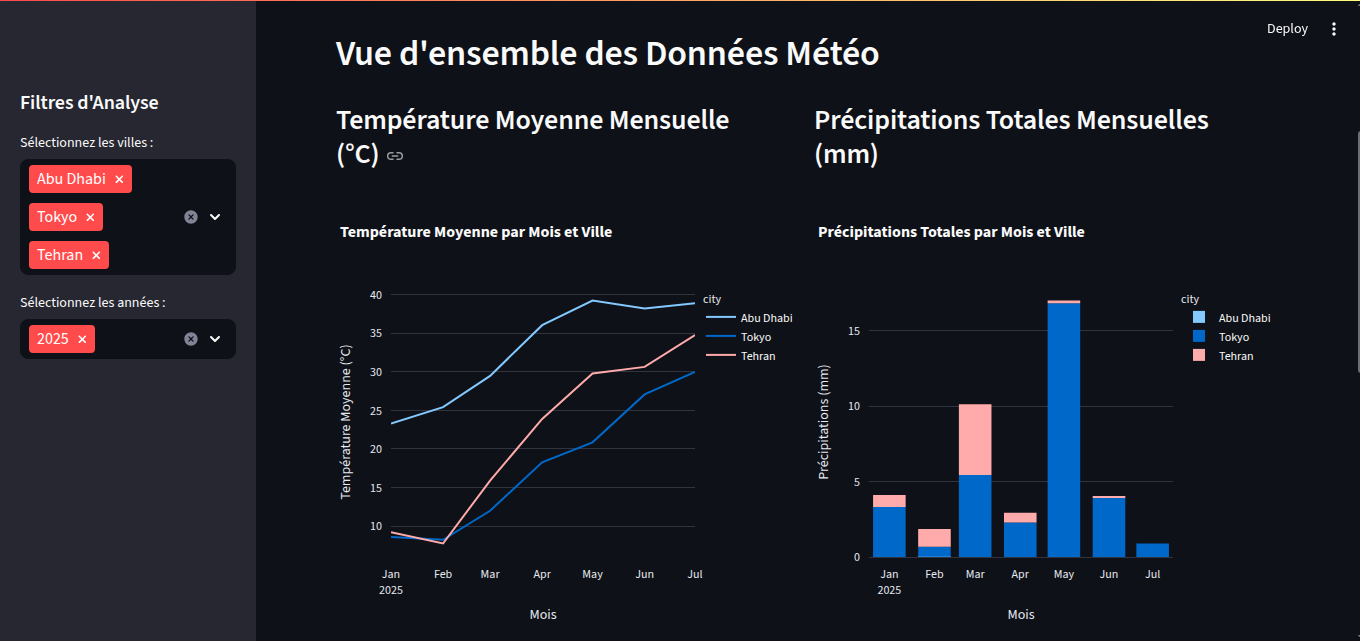 Deploy
Filtres d'Analyse
Sélectionnez les villes :
Abu Dhabi
Tokyo
Tehran
Sélectionnez les années :
2025
Vue d'ensemble des Données Météo
Température Moyenne Mensuelle
(°C)
Température Moyenne par Mois et Ville
Température Moyenne (°C)
40
35
30
25
20
15
10
Jan Feb Mar Apr May Jun Jul
2025
Mois
city
Abu Dhabi
Tokyo
Tehran
Précipitations Totales Mensuelles
(mm)
Précipitations Totales par Mois et Ville
Précipitations (mm)
15
10
5
0
Jan Feb Mar Apr May Jun Jul
2025
Mois
city
Abu Dhabi
Tokyo
Tehran